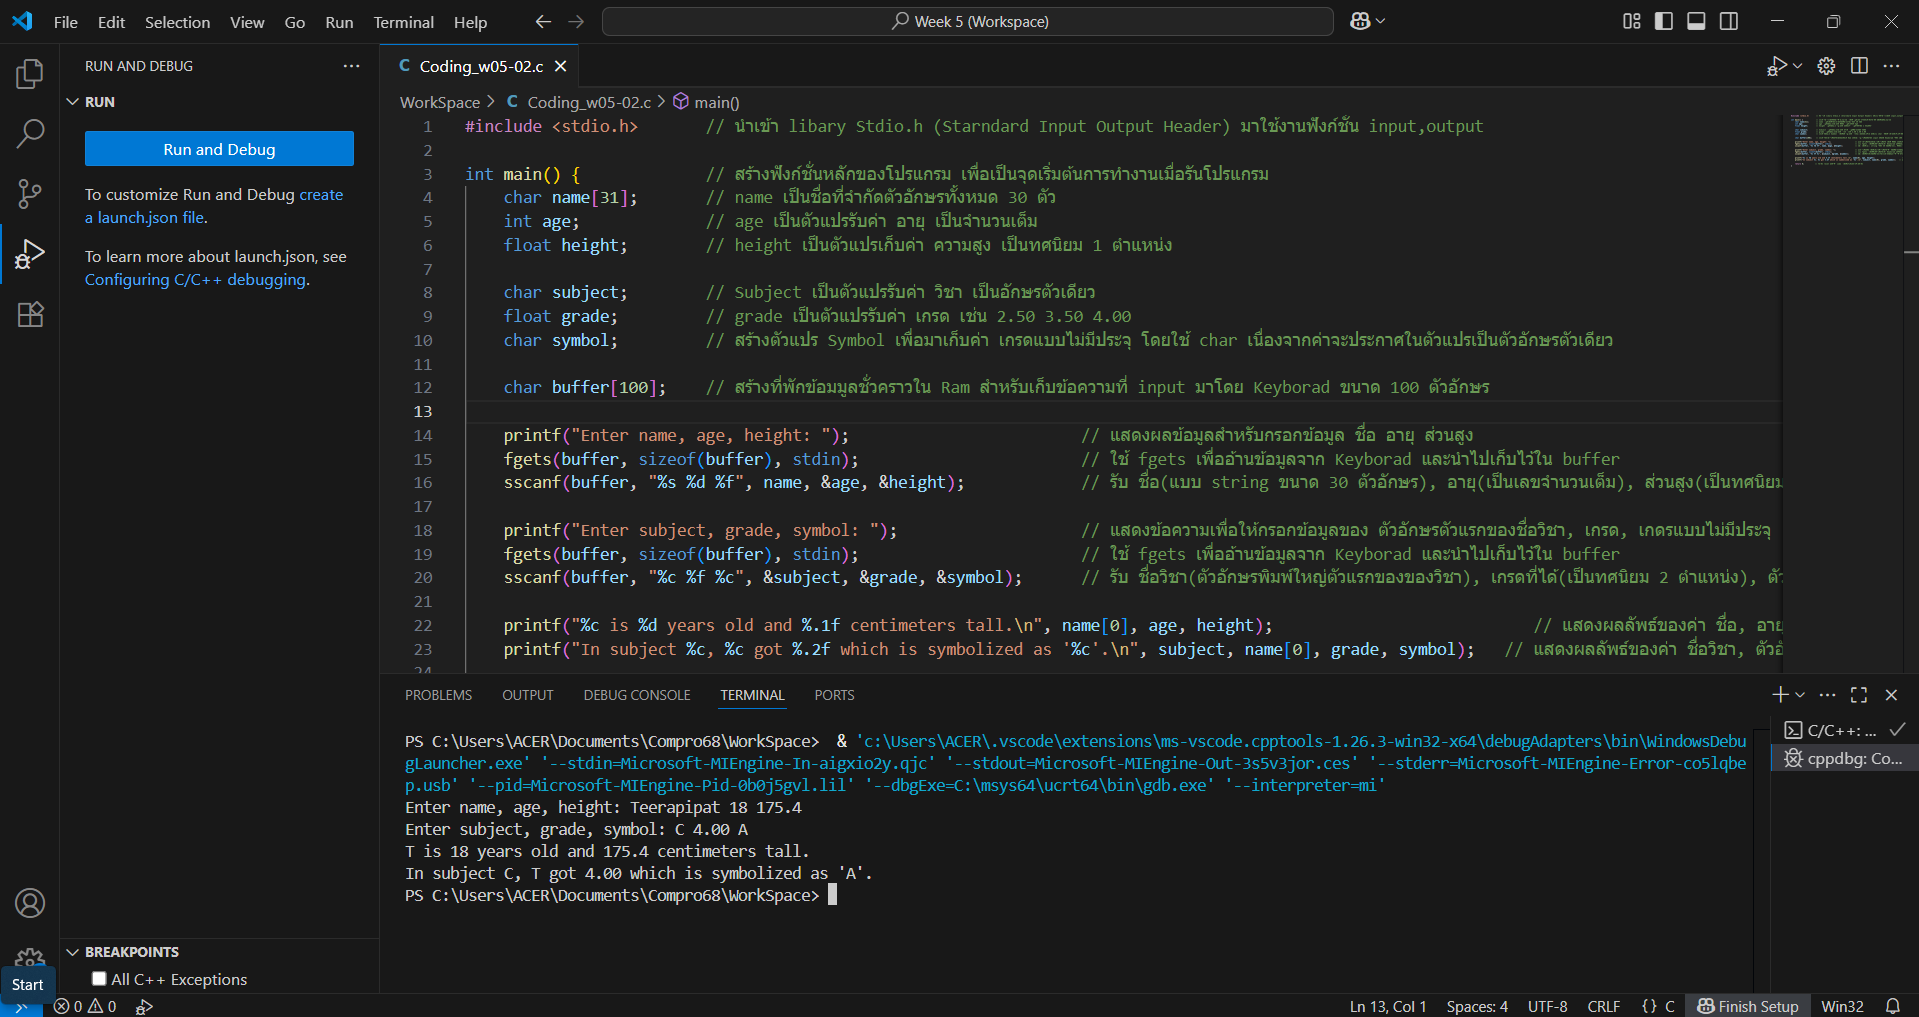 File Edit Selection View Go Run Terminal Help Week 5 (Workspace)
RUN AND DEBUG
RUN
Run and Debug
To customize Run and Debug create
a launch.json file.
To learn more about launch.json, see
Configuring C/C++ debugging.
BREAKPOINTS
All C++ Exceptions
Start
C Coding_w05-02.c
WorkSpace > C Coding_w05-02.c > main()
1 #include <stdio.h> // นำเข้า libary Stdio.h (Starndard Input Output Header) มาใช้งานฟังก์ชัน input,output
2
3 int main() { // สร้างฟังก์ชั่นหลักของโปรแกรม เพื่อเป็นจุดเริ่มต้นการทำงานเมื่อรันโปรแกรม
4 char name[31]; // name เป็นชื่อที่จำกัดตัวอักษรทั้งหมด 30 ตัว
5 int age; // age เป็นตัวแปรรับค่า อายุ เป็นจำนวนเต็ม
6 float height; // height เป็นตัวแปรเก็บค่า ความสูง เป็นทศนิยม 1 ตำแหน่ง
7
8 char subject; // Subject เป็นตัวแปรรับค่า วิชา เป็นอักษรตัวเดียว
9 float grade; // grade เป็นตัวแปรรับค่า เกรด เช่น 2.50 3.50 4.00
10 char symbol; // สร้างตัวแปร Symbol เพื่อมาเก็บค่า เกรดแบบไม่มีประจุ โดยใช้ char เนื่องจากค่าจะประกาศในตัวแปรเป็นตัวอักษรตัวเดียว
11
12 char buffer[100]; // สร้างที่พักข้อมมูลชั่วคราวใน Ram สำหรับเก็บข้อความที่ input มาโดย Keyborad ขนาด 100 ตัวอักษร
13
14 printf("Enter name, age, height: "); // แสดงผลข้อมูลสำหรับกรอกข้อมูล ชื่อ อายุ ส่วนสูง
15 fgets(buffer, sizeof(buffer), stdin); // ใช้ fgets เพื่ออ้านข้อมูลจาก Keyborad และนำไปเก็บไว้ใน buffer
16 sscanf(buffer, "%s %d %f", name, &age, &height); // รับ ชื่อ(แบบ string ขนาด 30 ตัวอักษร), อายุ(เป็นเลขจำนวนเต็ม), ส่วนสูง(เป็นทศนิยม
17
18 printf("Enter subject, grade, symbol: "); // แสดงข้อความเพื่อให้กรอกข้อมูลของ ตัวอักษรตัวแรกของชื่อวิชา, เกรด, เกดรแบบไม่มีประจุ
19 fgets(buffer, sizeof(buffer), stdin); // ใช้ fgets เพื่ออ้านข้อมูลจาก Keyborad และนำไปเก็บไว้ใน buffer
20 sscanf(buffer, "%c %f %c", &subject, &grade, &symbol); // รับ ชื่อวิชา(ตัวอักษรพิมพ์ใหญ่ตัวแรกของของวิชา), เกรดที่ได้(เป็นทศนิยม 2 ตำแหน่ง),
21
22 printf("%c is %d years old and %.1f centimeters tall.\n", name[0], age, height); // แสดงผลลัพธ์ของค่า ชื่อ, อายุ
23 printf("In subject %c, %c got %.2f which is symbolized as '%c'.\n", subject, name[0], grade, symbol); // แสดงผลลัพธ์ของค่า ชื่อวิชา,
24
PROBLEMS OUTPUT DEBUG CONSOLE TERMINAL PORTS
PS C:\Users\ACER\Documents\Compro68\WorkSpace> & 'c:\Users\ACER\.vscode\extensions\ms-vscode.cpptools-1.26.3-win32-x64\debugAdapters\bin\WindowsDebu
gLauncher.exe' '--stdin=Microsoft-MIEngine-In-aigxio2y.qjc' '--stdout=Microsoft-MIEngine-Out-3s5v3jor.ces' '--stderr=Microsoft-MIEngine-Error-co5lqbe
p.usb' '--pid=Microsoft-MIEngine-Pid-0b0j5gvl.lil' '--dbgExe=C:\msys64\ucrt64\bin\gdb.exe' '--interpreter=mi'
Enter name, age, height: Teerapipat 18 175.4
Enter subject, grade, symbol: C 4.00 A
T is 18 years old and 175.4 centimeters tall.
In subject C, T got 4.00 which is symbolized as 'A'.
PS C:\Users\ACER\Documents\Compro68\WorkSpace>
C/C++: ...
cppdbg: Co...
0 0 Ln 13, Col 1 Spaces: 4 UTF-8 CRLF {} C Finish Setup Win32